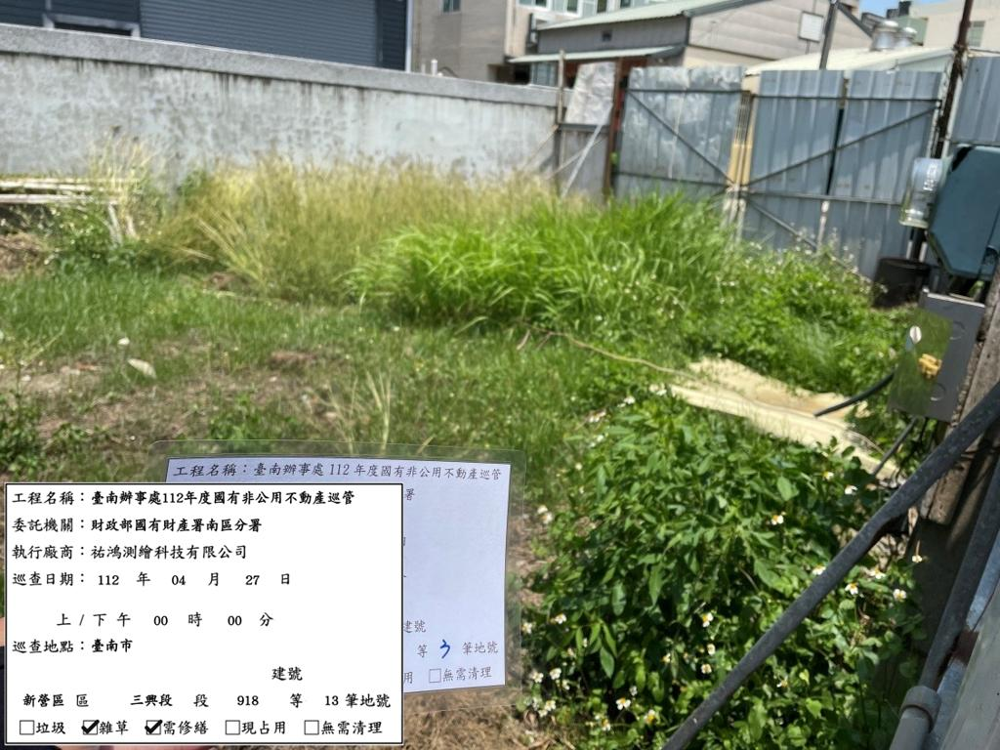 工程名稱：臺南辦事處 112 年度國有非公用不動產巡管
署
建號
等 3 筆地號
用 □無需清理
工程名稱：臺南辦事處112年度國有非公用不動產巡管
委託機關：財政部國有財產署南區分署
執行廠商：祐鴻測繪科技有限公司
巡查日期： 112 年 04 月 27 日
上 / 下 午 00 時 00 分
巡查地點：臺南市
建號
新營區 區 三興段 段 918 等 13 筆地號
□垃圾 ☑雜草 ☑需修繕 □現占用 □無需清理